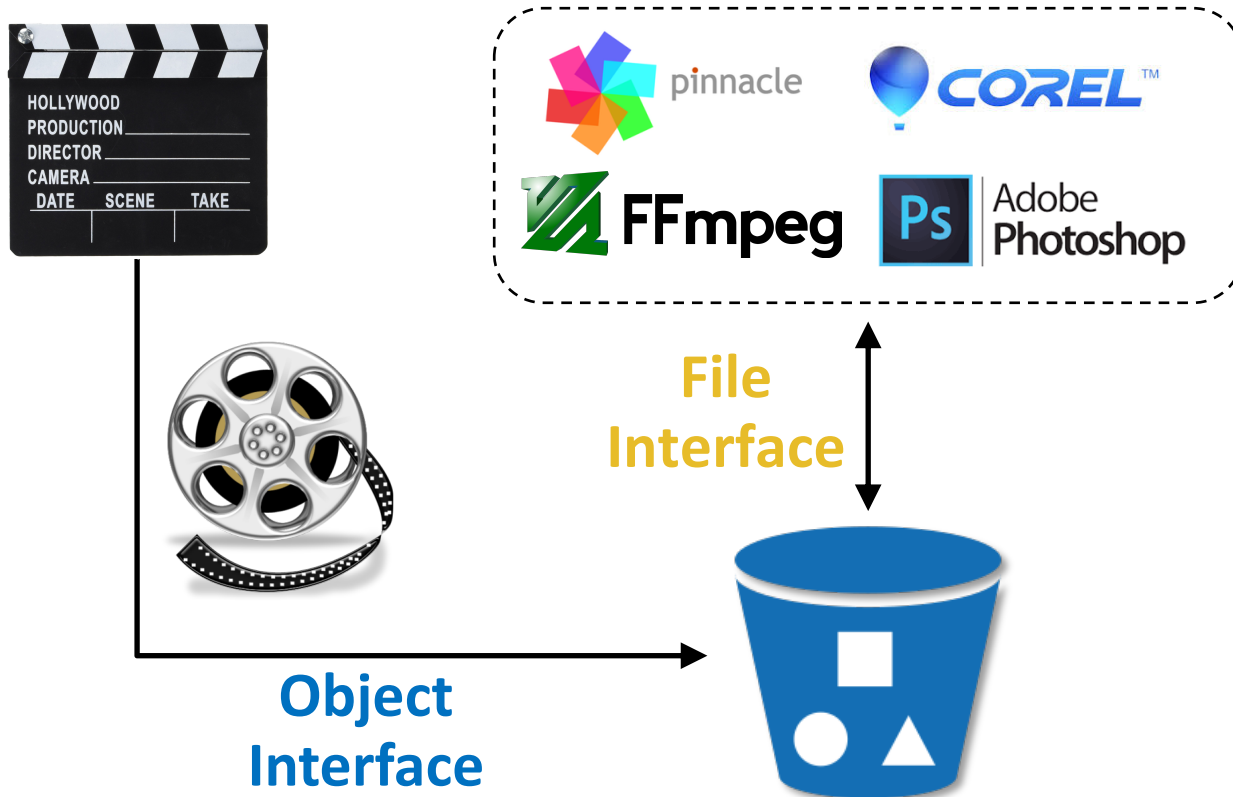 HOLLYWOOD
PRODUCTION
DIRECTOR
CAMERA
DATE SCENE TAKE
pinnacle
COREL™
FFmpeg
Ps
Adobe
Photoshop
File
Interface
Object
Interface